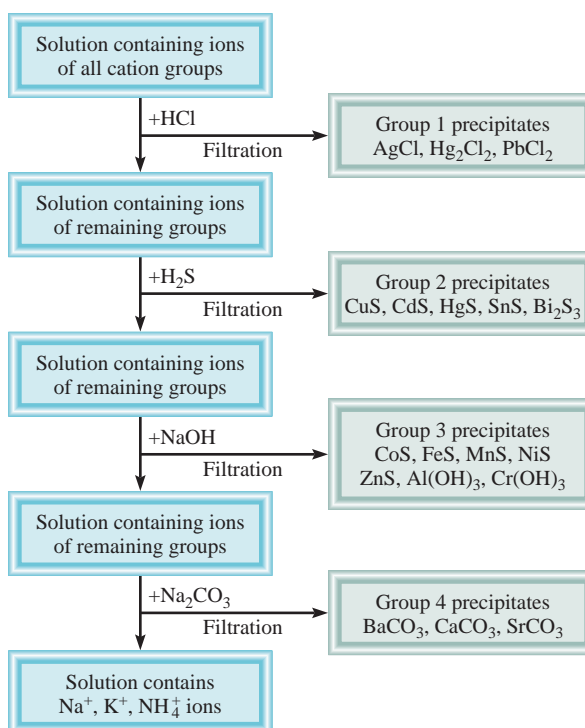 Solution containing ions
of all cation groups
+HCl
Filtration
Group 1 precipitates
AgCl, Hg₂Cl₂, PbCl₂
Solution containing ions
of remaining groups
+H₂S
Filtration
Group 2 precipitates
CuS, CdS, HgS, SnS, Bi₂S₃
Solution containing ions
of remaining groups
+NaOH
Filtration
Group 3 precipitates
CoS, FeS, MnS, NiS
ZnS, Al(OH)₃, Cr(OH)₃
Solution containing ions
of remaining groups
+Na₂CO₃
Filtration
Group 4 precipitates
BaCO₃, CaCO₃, SrCO₃
Solution contains
Na⁺, K⁺, NH₄⁺ ions